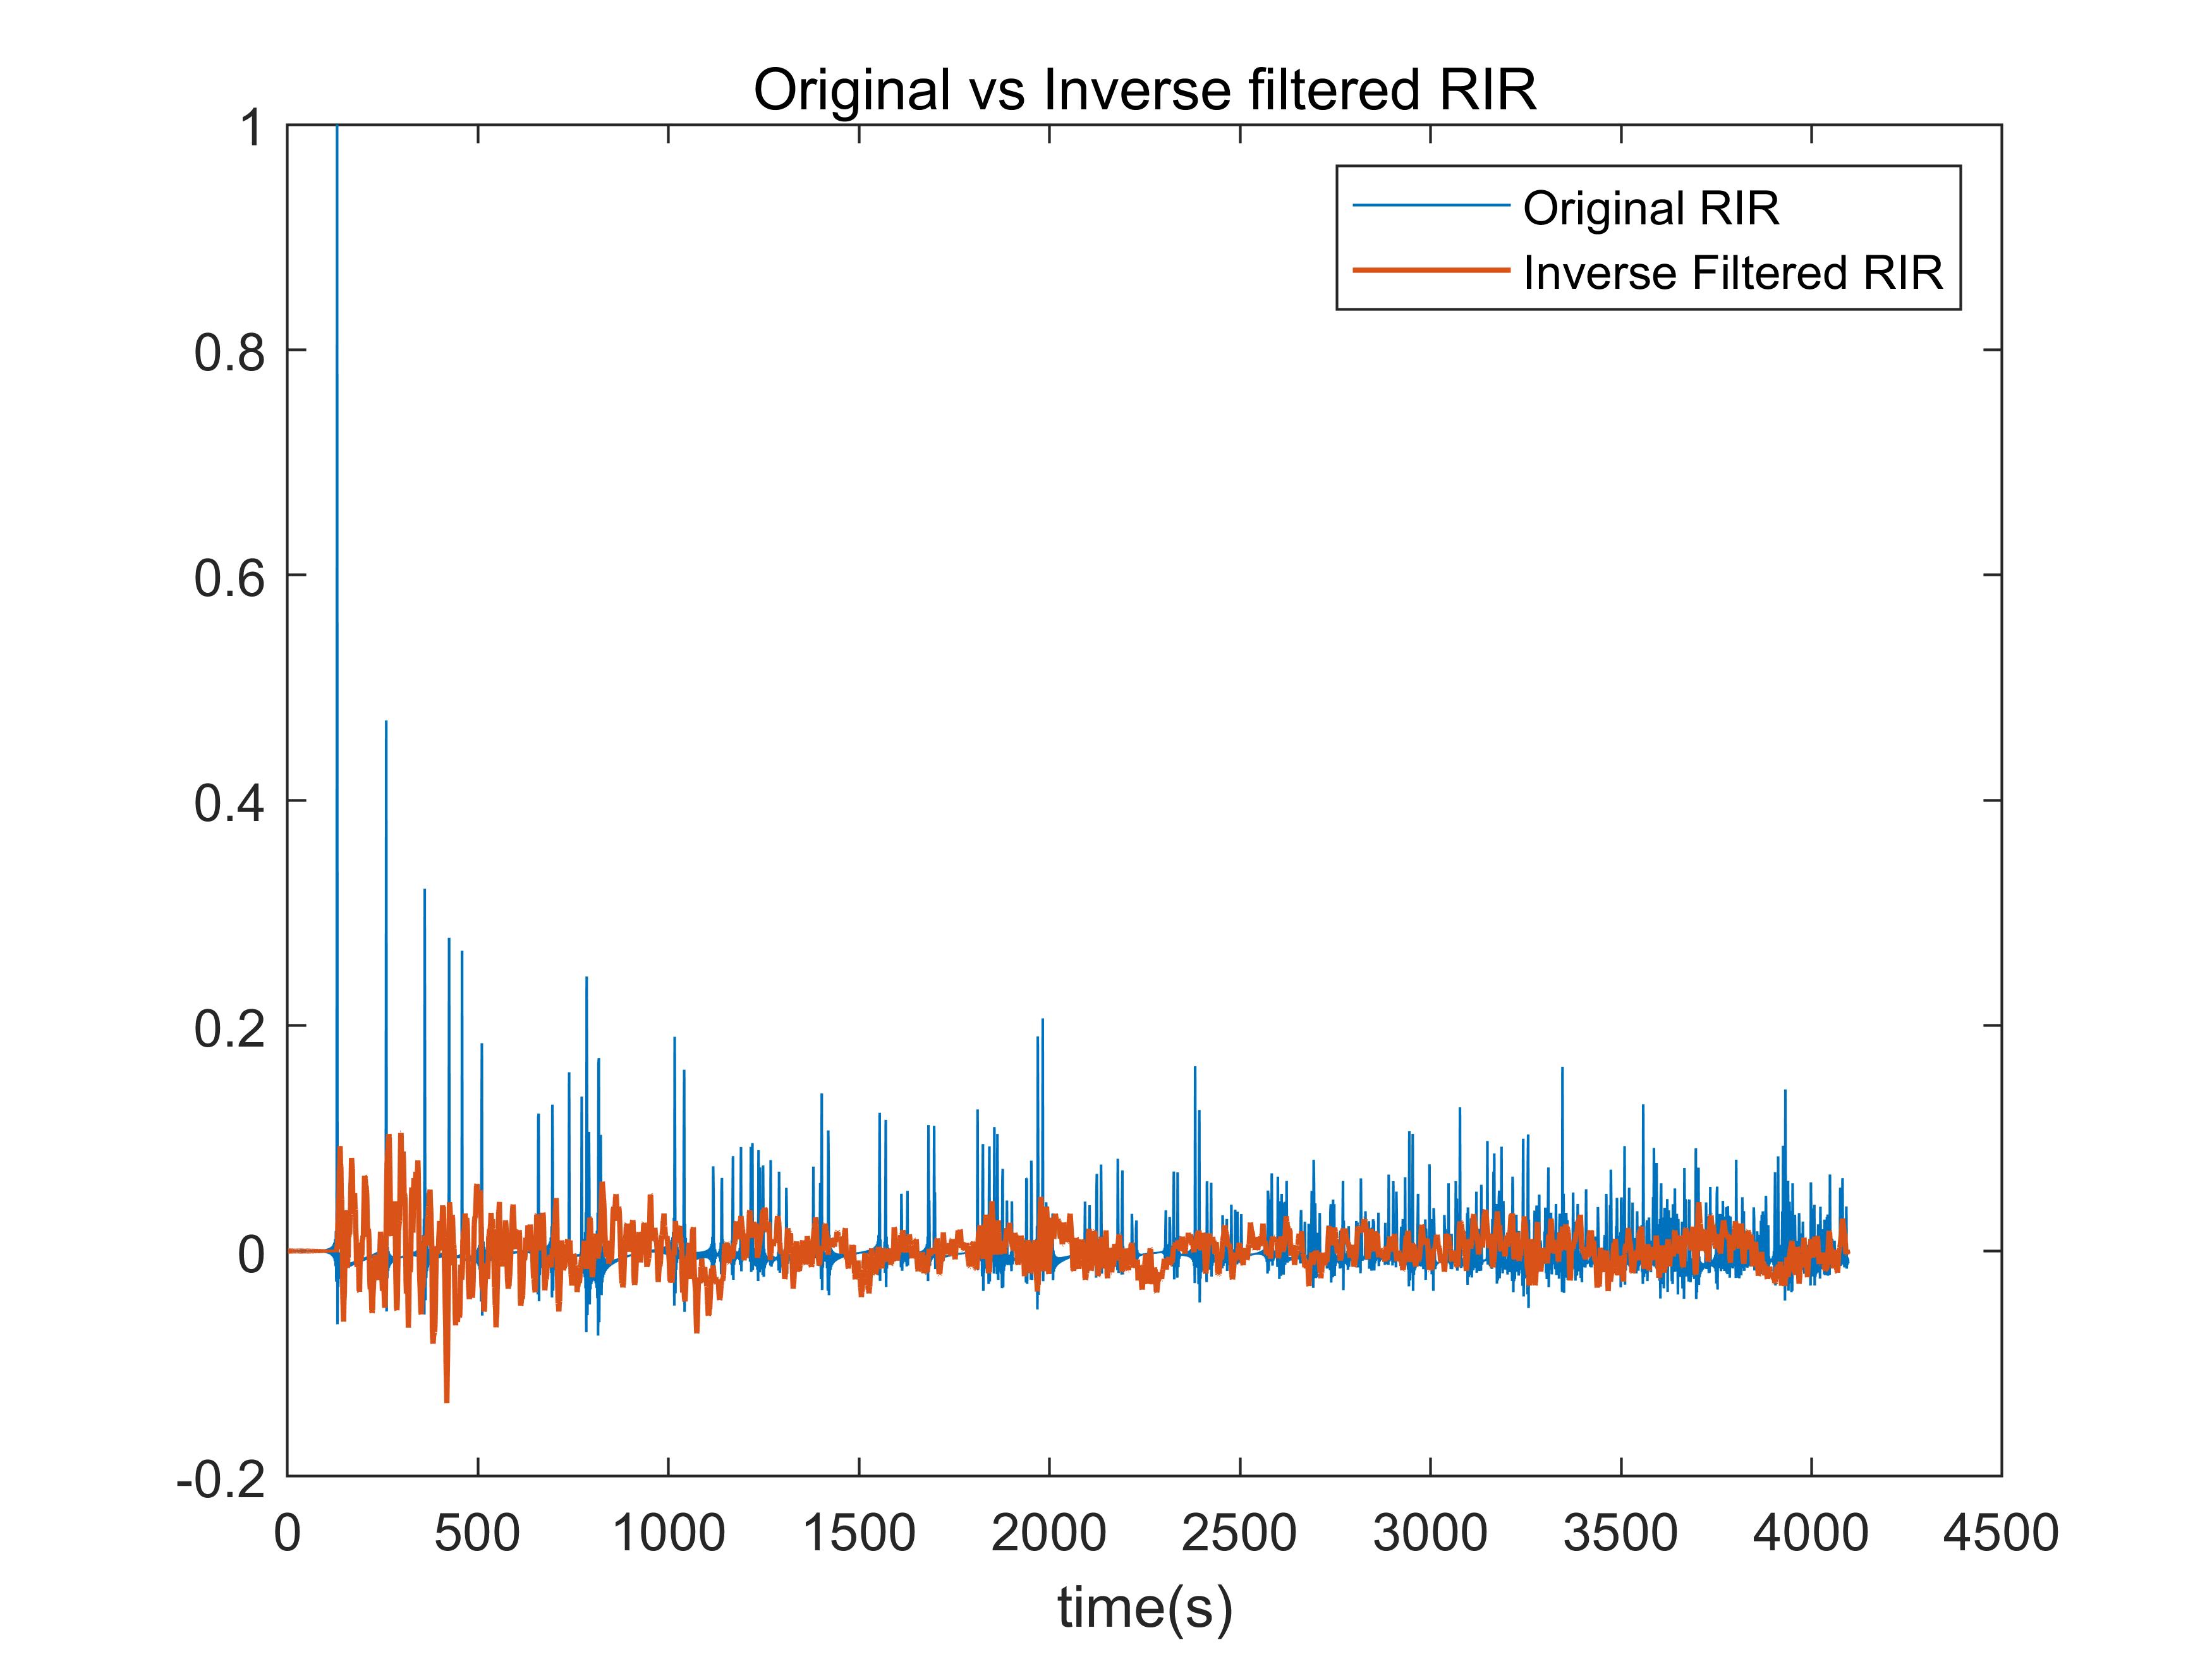 Original vs Inverse filtered RIR
1
Original RIR
Inverse Filtered RIR
0.8
0.6
0.4
0.2
0
-0.2
0 500 1000 1500 2000 2500 3000 3500 4000 4500
time(s)